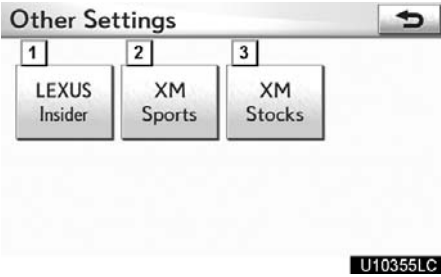 Other Settings
1 2 3
LEXUS Insider
XM Sports
XM Stocks
U10355LC